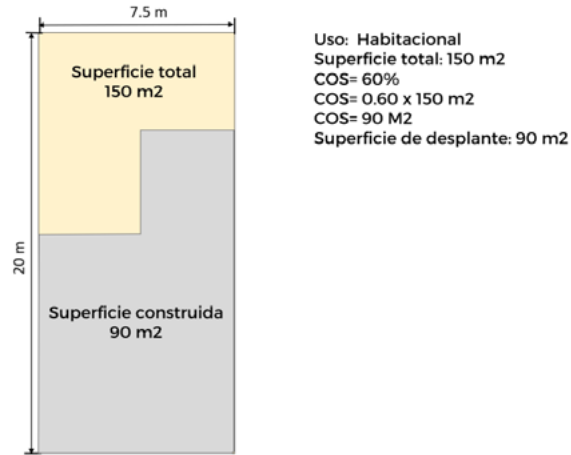 7.5 m
Superficie total
150 m2
20 m
Superficie construida
90 m2
Uso: Habitacional
Superficie total: 150 m2
COS= 60%
COS= 0.60 x 150 m2
COS= 90 M2
Superficie de desplante: 90 m2